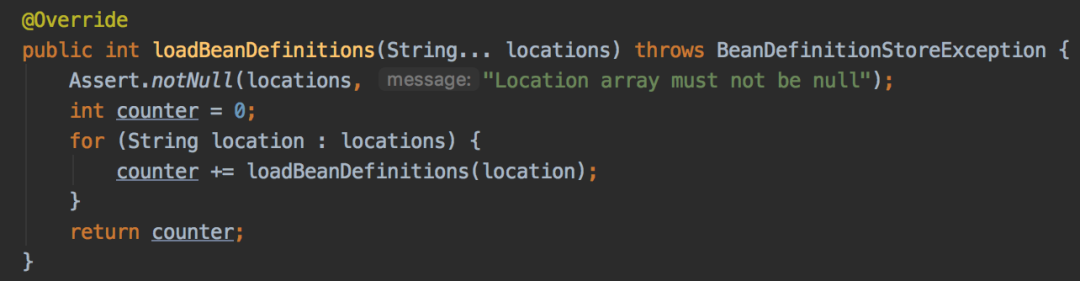 @Override
public int loadBeanDefinitions(String... locations) throws BeanDefinitionStoreException {
    Assert.notNull(locations, message: "Location array must not be null");
    int counter = 0;
    for (String location : locations) {
        counter += loadBeanDefinitions(location);
    }
    return counter;
}